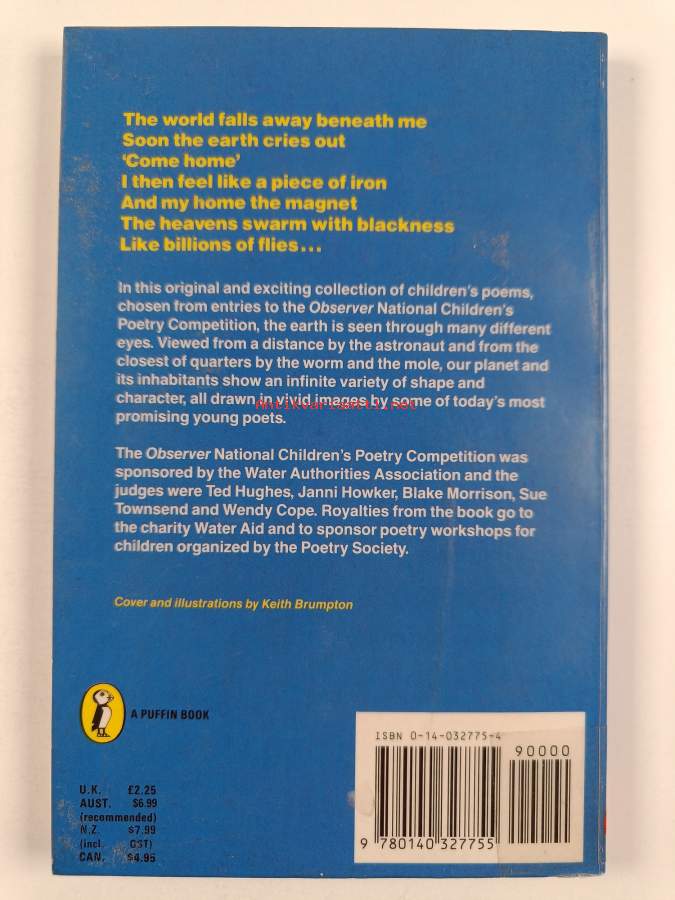 The world falls away beneath me
Soon the earth cries out
'Come home'
I then feel like a piece of iron
And my home the magnet
The heavens swarm with blackness
Like billions of flies...
In this original and exciting collection of children's poems,
chosen from entries to the Observer National Children's
Poetry Competition, the earth is seen through many different
eyes. Viewed from a distance by the astronaut and from the
closest of quarters by the worm and the mole, our planet and
its inhabitants show an infinite variety of shape and
character, all drawn in vivid images by some of today's most
Antikvariaatti.net
promising young poets.
The Observer National Children's Poetry Competition was
sponsored by the Water Authorities Association and the
judges were Ted Hughes, Janni Howker, Blake Morrison, Sue
Townsend and Wendy Cope. Royalties from the book go to
the charity Water Aid and to sponsor poetry workshops for
children organized by the Poetry Society.
Cover and illustrations by Keith Brumpton
A PUFFIN BOOK
ISBN 0-14-032775-4
90000
9 780140 327755
U.K. £2.25
AUST. $6.99
(recommended)
N.Z. $7.99
(incl. GST)
CAN. $4.95